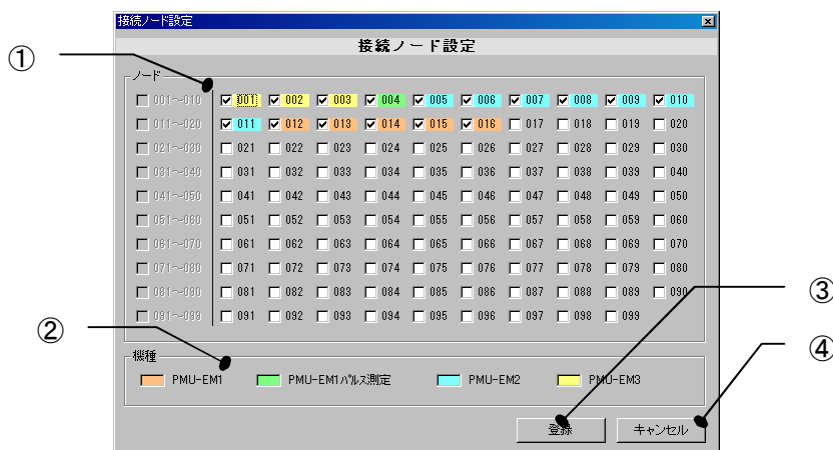 接続ノード設定
接続ノード設定
①
ノード
001~010 001 002 003 004 005 006 007 008 009 010
011~020 011 012 013 014 015 016 017 018 019 020
021~030 021 022 023 024 025 026 027 028 029 030
031~040 031 032 033 034 035 036 037 038 039 040
041~050 041 042 043 044 045 046 047 048 049 050
051~060 051 052 053 054 055 056 057 058 059 060
061~070 061 062 063 064 065 066 067 068 069 070
071~080 071 072 073 074 075 076 077 078 079 080
081~090 081 082 083 084 085 086 087 088 089 090
③
091~099 091 092 093 094 095 096 097 098 099
②
④
機種
PMU-EM1 PMU-EM1パルス測定 PMU-EM2 PMU-EM3
登録 キャンセル